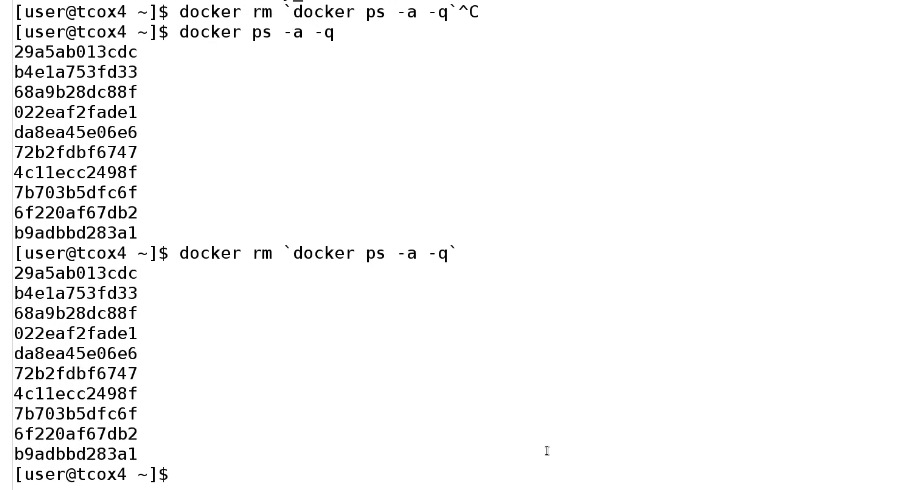 [user@tcox4 ~]$ docker rm `docker ps -a -q`^C
[user@tcox4 ~]$ docker ps -a -q
29a5ab013cdc
b4e1a753fd33
68a9b28dc88f
022eaf2fade1
da8ea45e06e6
72b2fdbf6747
4c11ecc2498f
7b703b5dfc6f
6f220af67db2
b9adbbd283a1
[user@tcox4 ~]$ docker rm `docker ps -a -q`
29a5ab013cdc
b4e1a753fd33
68a9b28dc88f
022eaf2fade1
da8ea45e06e6
72b2fdbf6747
4c11ecc2498f
7b703b5dfc6f
6f220af67db2
b9adbbd283a1
[user@tcox4 ~]$